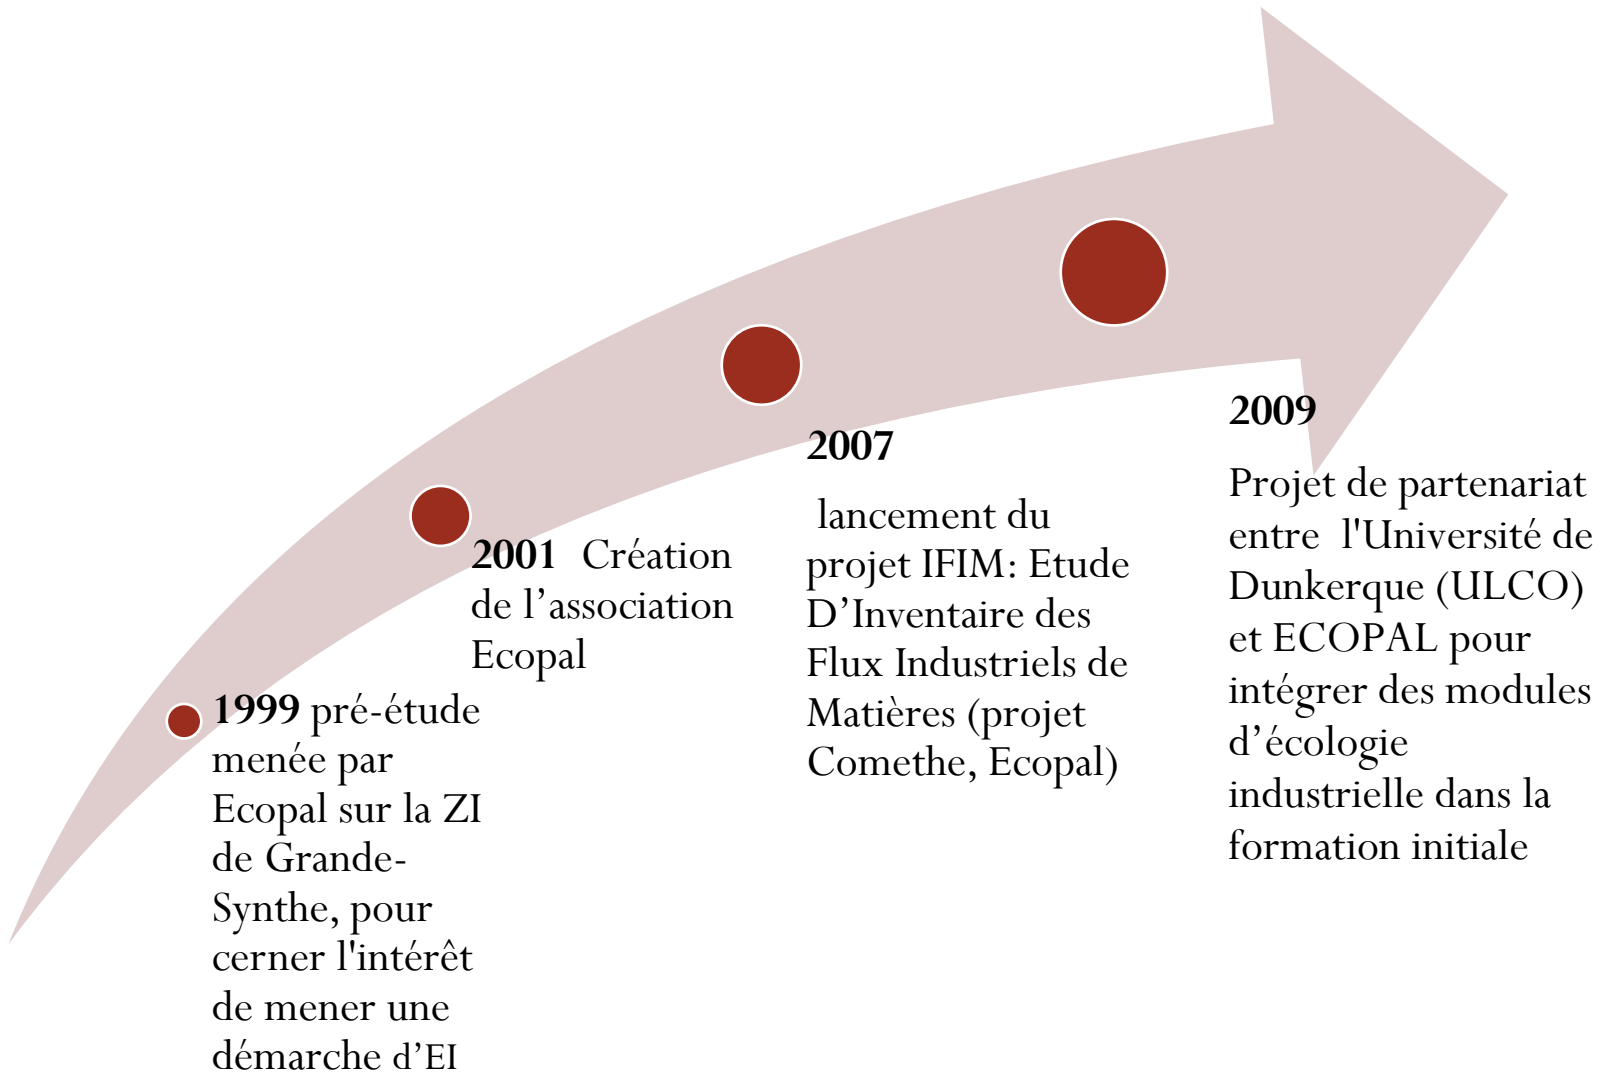 1999 pré-étude
menée par
Ecopal sur la ZI
de Grande-
Synthe, pour
cerner l'intérêt
de mener une
démarche d’EI
2001 Création
de l’association
Ecopal
2007
lancement du
projet IFIM: Etude
D’Inventaire des
Flux Industriels de
Matières (projet
Comethe, Ecopal)
2009
Projet de partenariat
entre l'Université de
Dunkerque (ULCO)
et ECOPAL pour
intégrer des modules
d’écologie
industrielle dans la
formation initiale